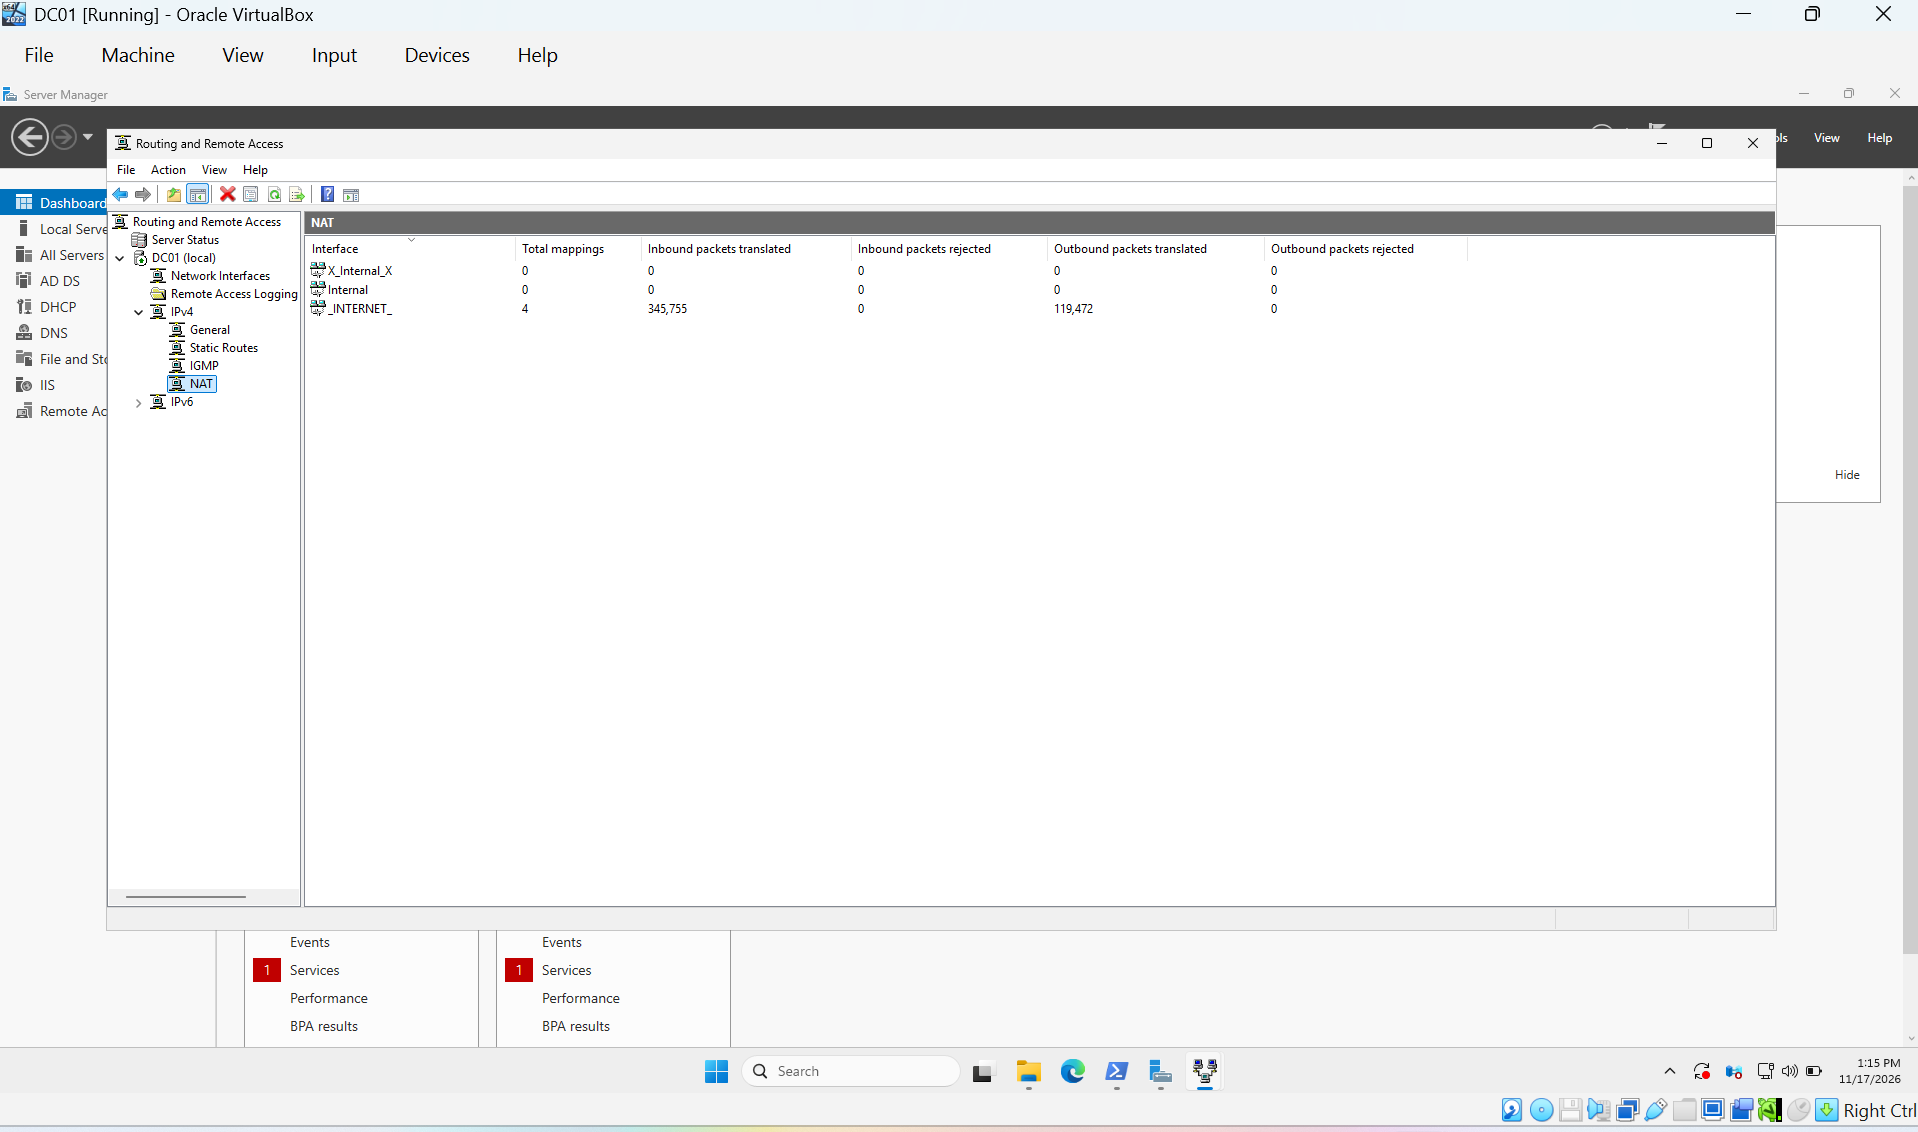 DC01 [Running] - Oracle VirtualBox
File Machine View Input Devices Help
Server Manager
View Help
Routing and Remote Access
File Action View Help
Dashboard
Local Serve
All Servers
AD DS
DHCP
DNS
File and Sto
IIS
Remote Ac
Routing and Remote Access
Server Status
DC01 (local)
Network Interfaces
Remote Access Logging
IPv4
General
Static Routes
IGMP
NAT
IPv6
NAT
Interface Total mappings Inbound packets translated Inbound packets rejected Outbound packets translated Outbound packets rejected
X_Internal_X 0 0 0 0 0
Internal 0 0 0 0 0
_INTERNET_ 4 345,755 0 119,472 0
Hide
Events
1 Services
Performance
BPA results
Events
1 Services
Performance
BPA results
Search
1:15 PM
11/17/2026
Right Ctrl